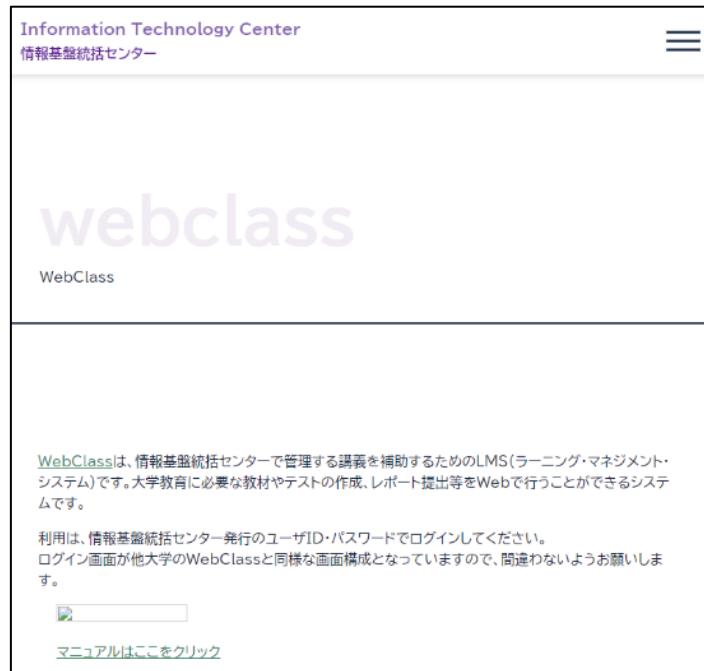 Information Technology Center
情報基盤統括センター
webclass
WebClass
WebClassは、情報基盤統括センターで管理する講義を補助するためのLMS(ラーニング・マネジメント・
システム)です。大学教育に必要な教材やテストの作成、レポート提出等をWebで行うことができるシステ
ムです。
利用は、情報基盤統括センター発行のユーザID・パスワードでログインしてください。
ログイン画面が他大学のWebClassと同様な画面構成となっていますので、間違わないようお願いしま
す。
マニュアルはここをクリック